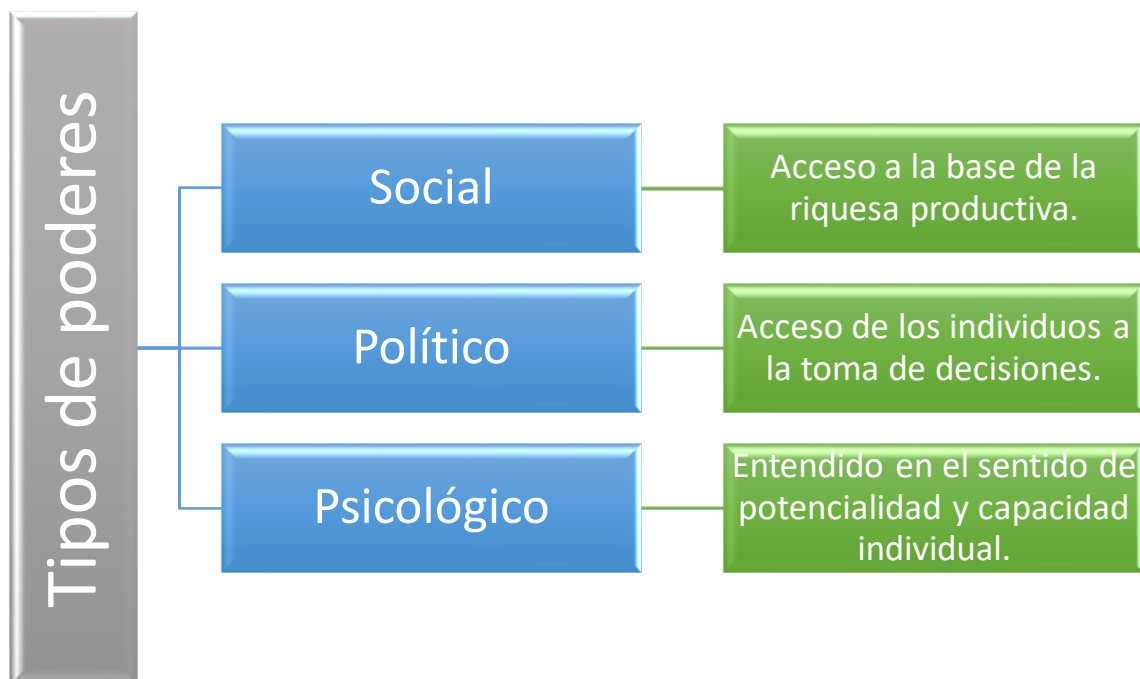 Tipos de poderes
Social
Acceso a la base de la
riquesa productiva.
Político
Acceso de los individuos a
la toma de decisiones.
Psicológico
Entendido en el sentido de
potencialidad y capacidad
individual.